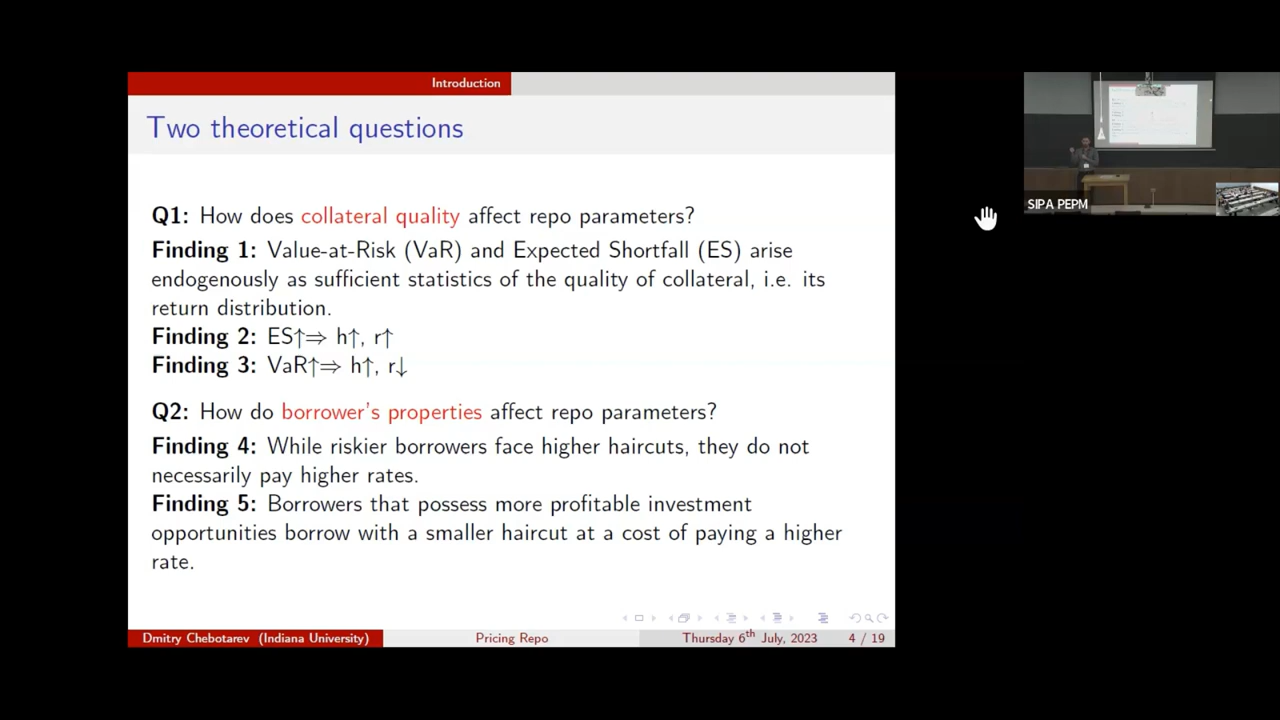 Introduction
Two theoretical questions
Q1: How does collateral quality affect repo parameters?
Finding 1: Value-at-Risk (VaR) and Expected Shortfall (ES) arise
endogenously as sufficient statistics of the quality of collateral, i.e. its
return distribution.
Finding 2: ES↑⇒ h↑, r↑
Finding 3: VaR↑⇒ h↑, r↓
Q2: How do borrower's properties affect repo parameters?
Finding 4: While riskier borrowers face higher haircuts, they do not
necessarily pay higher rates.
Finding 5: Borrowers that possess more profitable investment
opportunities borrow with a smaller haircut at a cost of paying a higher
rate.
Dmitry Chebotarev (Indiana University) Pricing Repo Thursday 6th July, 2023 4 / 19
SIPA PEPM